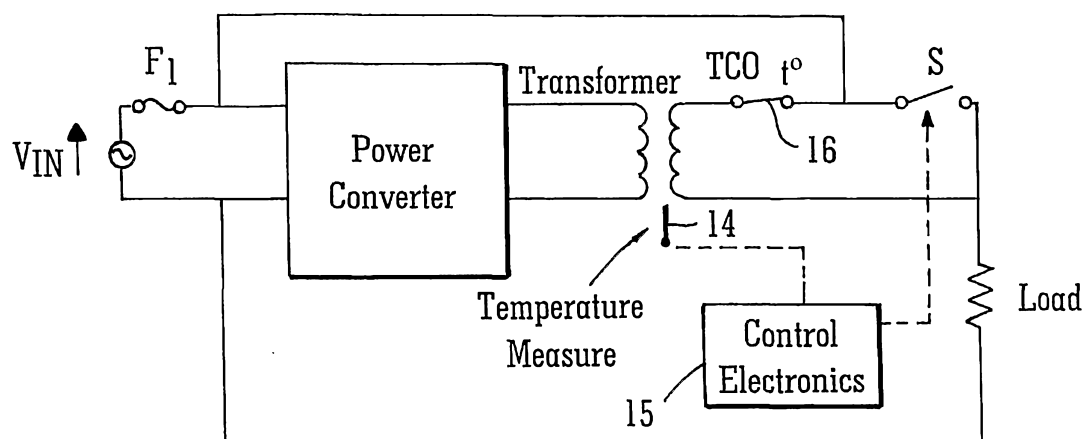 F1
VIN
Power
Converter
Transformer
TCO
t°
S
16
14
Temperature
Measure
Control
Electronics
15
Load